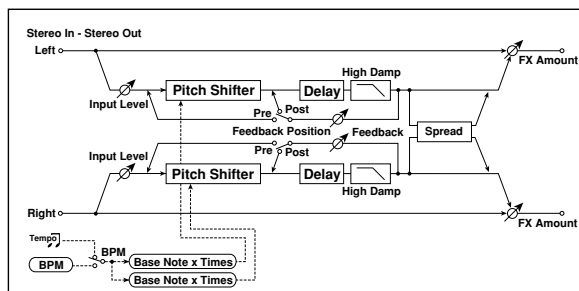 Stereo In - Stereo Out
Left
FX Amount
High Damp
Input Level
Pitch Shifter
Delay
Pre
Post
Feedback Position
Feedback
Spread
Input Level
Pre
Post
Pitch Shifter
Delay
High Damp
Right
FX Amount
Tempo
BPM
BPM
Base Note x Times
Base Note x Times